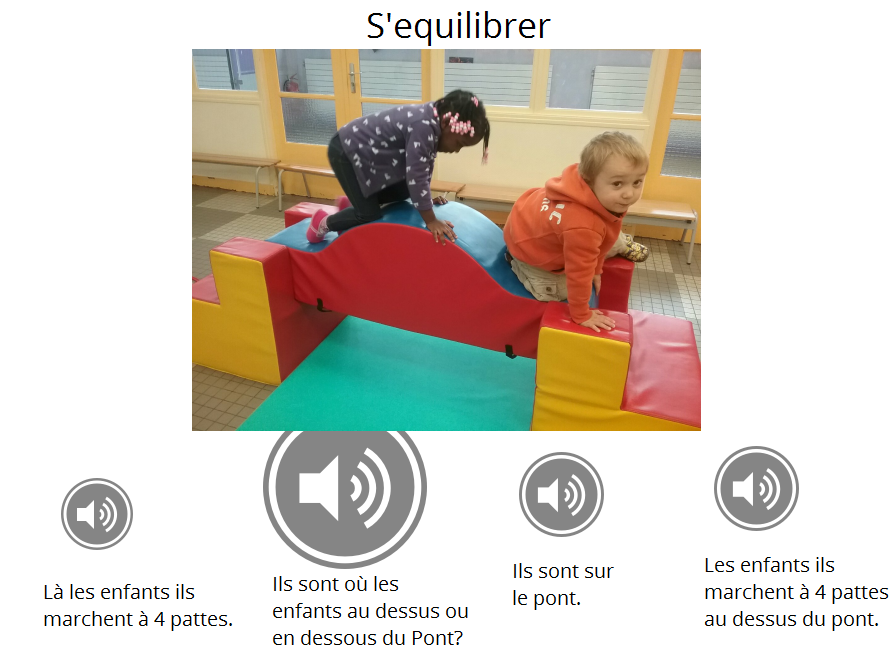 S'equilibrer
Là les enfants ils
marchent à 4 pattes.
Ils sont où les
enfants au dessus ou
en dessous du Pont?
Ils sont sur
le pont.
Les enfants ils
marchent à 4 pattes
au dessus du pont.